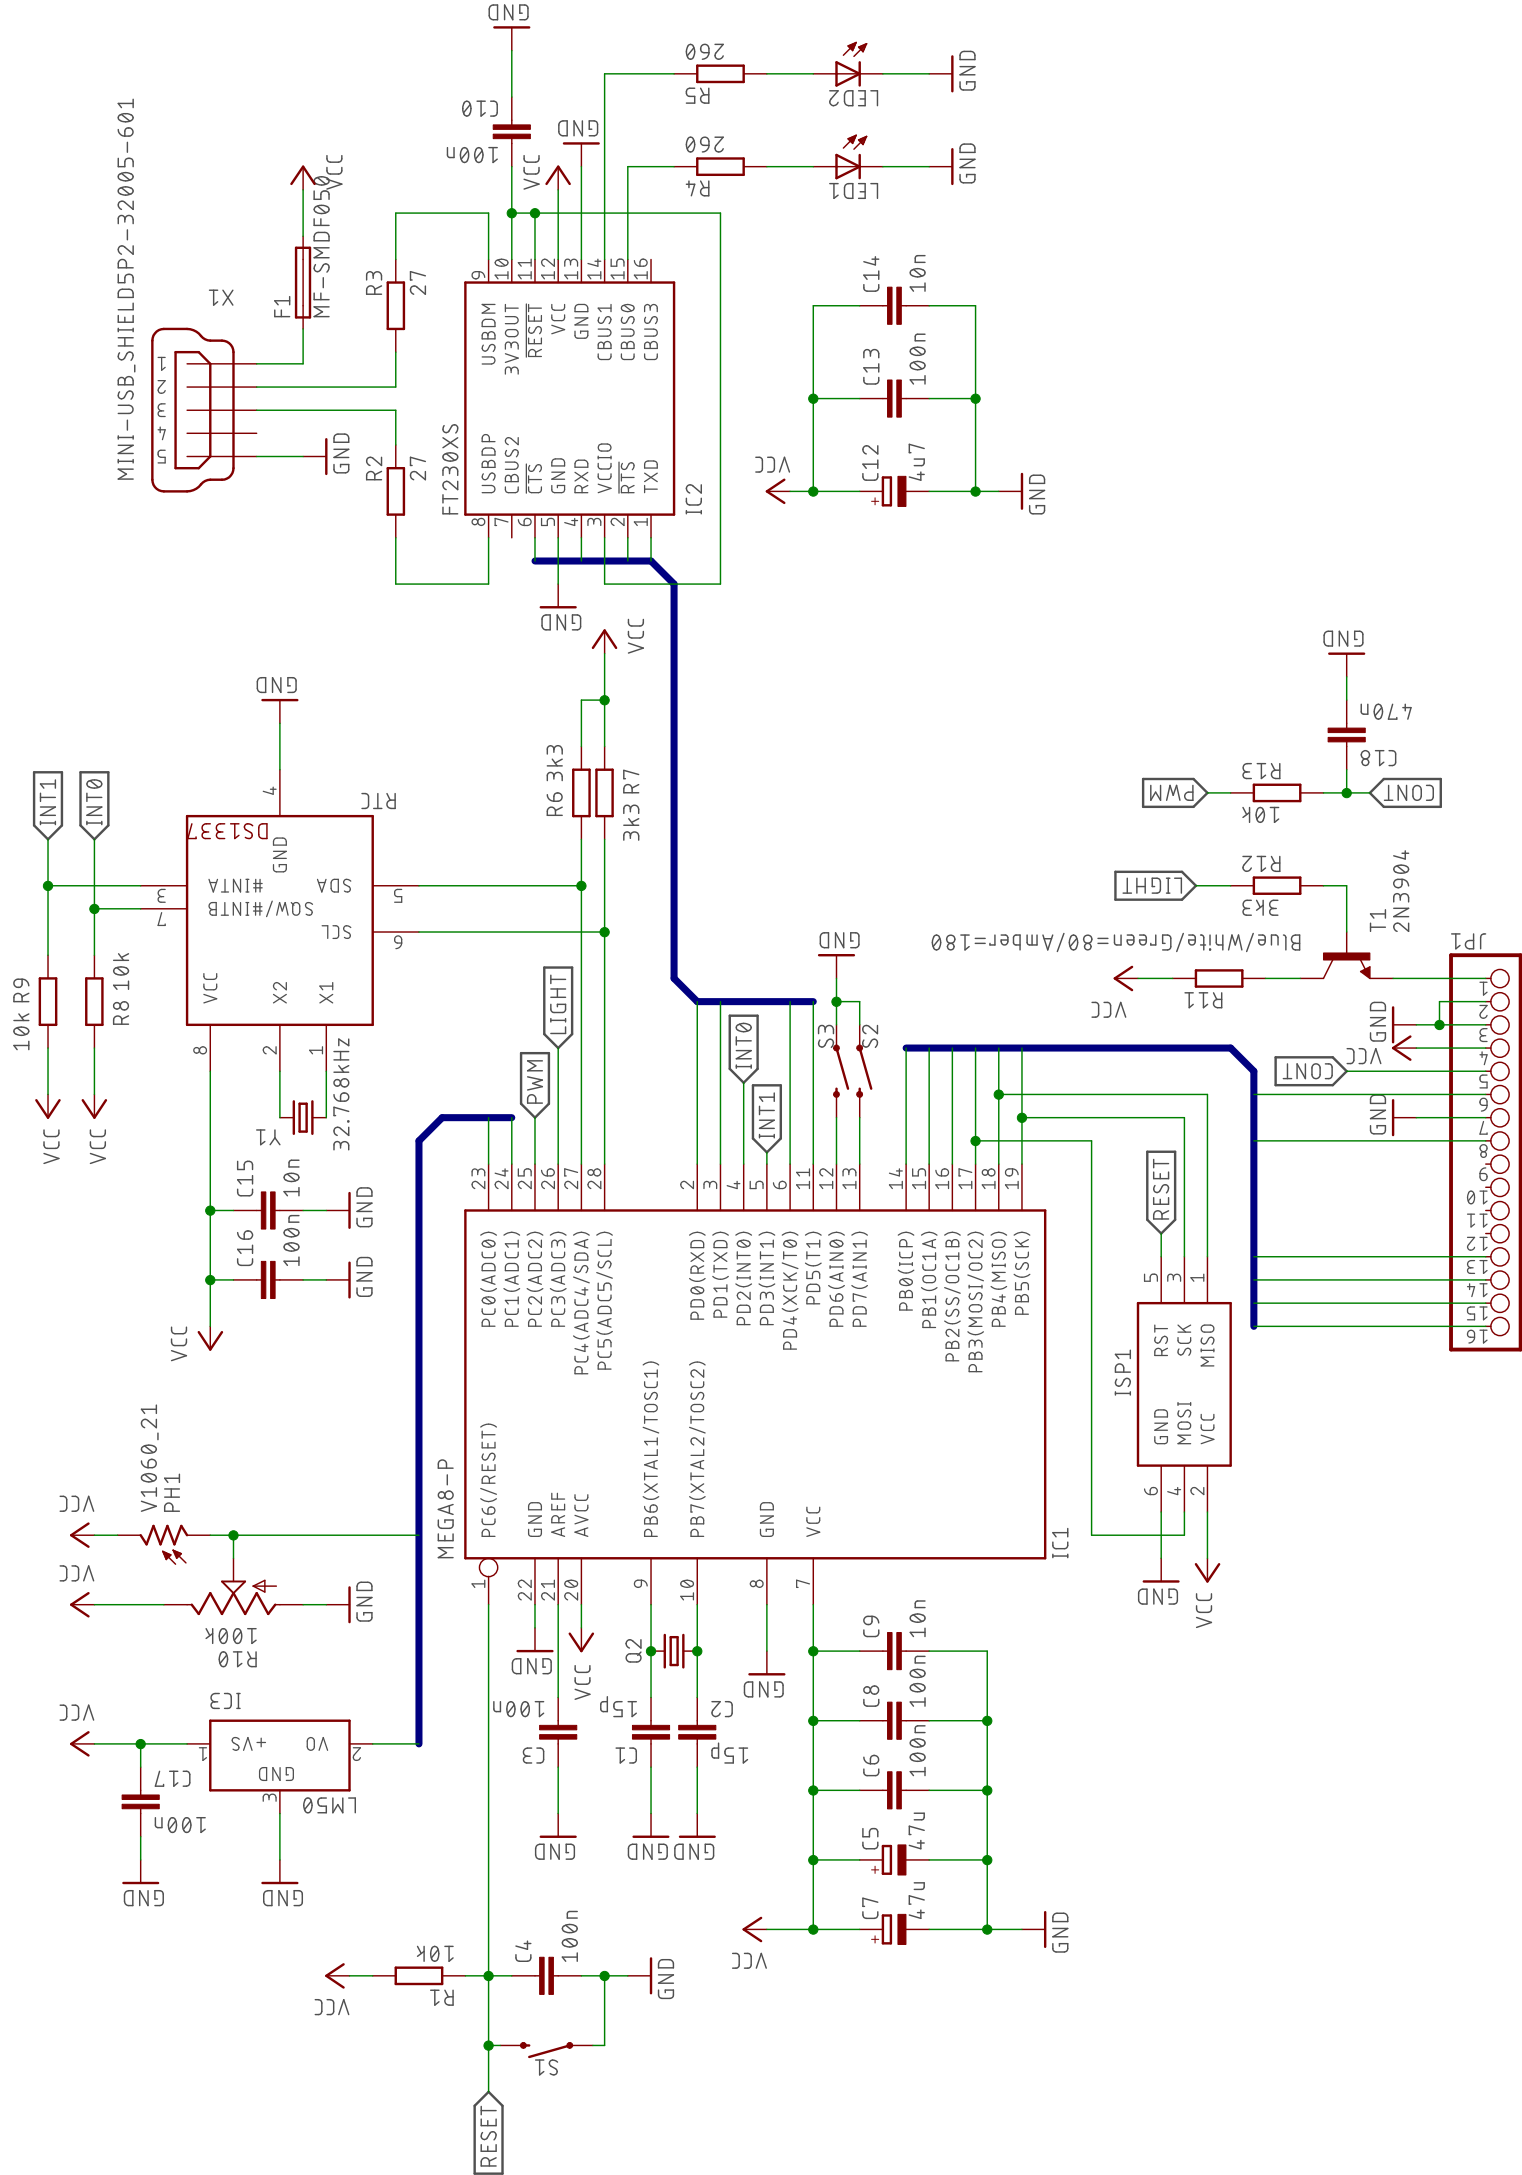 GND
MINI-USB_SHIELD5P2-32005-601
X1
1
2
3
4
5
GND
F1
MF-SMDF050
VCC
R3
27
R2
27
C10
100n
VCC
GND
260
R5
LED2
GND
260
R4
LED1
GND
FT230XS
IC2
9
10
11
12
13
14
15
16
USBDM
3V3OUT
RESET
VCC
GND
CBUS1
CBUS0
CBUS3
USBDP
CBUS2
CTS
GND
RXD
VCCIO
RTS
TXD
8
7
6
5
4
3
2
1
GND
C14
10n
C13
100n
C12
4u7
+
VCC
GND
INT1
INT0
GND
4
RTC
DS1337
GND
#INTA
SQW/#INTB
SDA
SCL
VCC
X2
X1
3
7
5
6
8
2
1
10k R9
R8 10k
VCC
VCC
Y1
32.768kHz
C15
10n
GND
C16
100n
GND
VCC
VCC
R6 3k3
3k3 R7
GND
470n
C18
PWM
R13
10k
CONT
LIGHT
R12
3k3
T1
2N3904
Blue/White/Green=80/Amber=180
VCC
R11
JP1
1
2
3
4
5
6
7
8
9
10
11
12
13
14
15
16
GND
VCC
CONT
GND
GND
S3
S2
LIGHT
PWM
INT0
INT1
23
24
25
26
27
28
2
3
4
5
6
11
12
13
14
15
16
17
18
19
PC0(ADC0)
PC1(ADC1)
PC2(ADC2)
PC3(ADC3)
PC4(ADC4/SDA)
PC5(ADC5/SCL)
PD0(RXD)
PD1(TXD)
PD2(INT0)
PD3(INT1)
PD4(XCK/T0)
PD5(T1)
PD6(AIN0)
PD7(AIN1)
PB0(ICP)
PB1(OC1A)
PB2(SS/OC1B)
PB3(MOSI/OC2)
PB4(MISO)
PB5(SCK)
MEGA8-P
IC1
PC6(/RESET)
GND
AREF
AVCC
PB6(XTAL1/TOSC1)
PB7(XTAL2/TOSC2)
GND
VCC
1
22
21
20
9
10
8
7
RESET
5
3
1
ISP1
RST
SCK
MISO
GND
MOSI
VCC
6
4
2
GND
VCC
VCC
V1060_21
PH1
VCC
100k
R10
GND
VCC
IC3
1
+VS
VO
2
GND
3
LM50
C17
100n
GND
GND
GND
VCC
100n
C3
GND
Q2
15p
C1
GND
C2
15p
GND
GND
C9
10n
C8
100n
C6
100n
C5
47u
+
C7
47u
+
VCC
GND
VCC
10k
R1
C4
100n
GND
S1
RESET